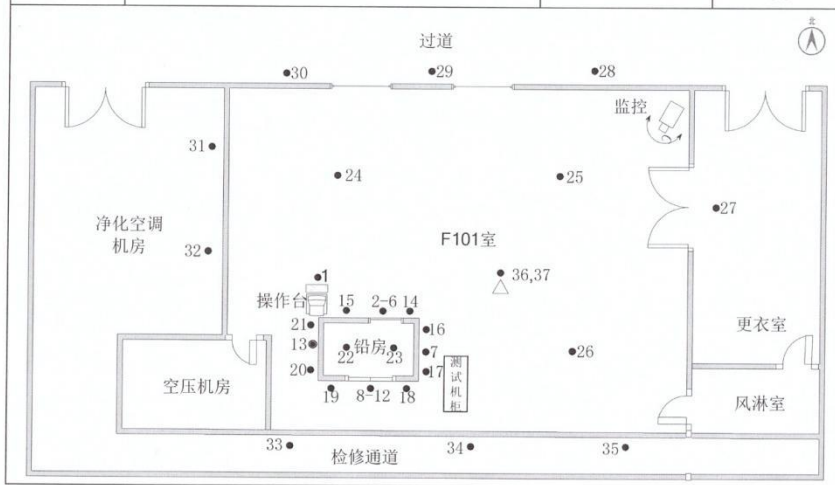 过道
北
30
29
28
监控
31
24
25
27
净化空调
机房
F101室
32
1
36,37
操作台
15
2-6
14
21
16
13
铅房
22
23
7
26
更衣室
20
17
测试机柜
空压机房
19
8-12
18
风淋室
33
34
35
检修通道